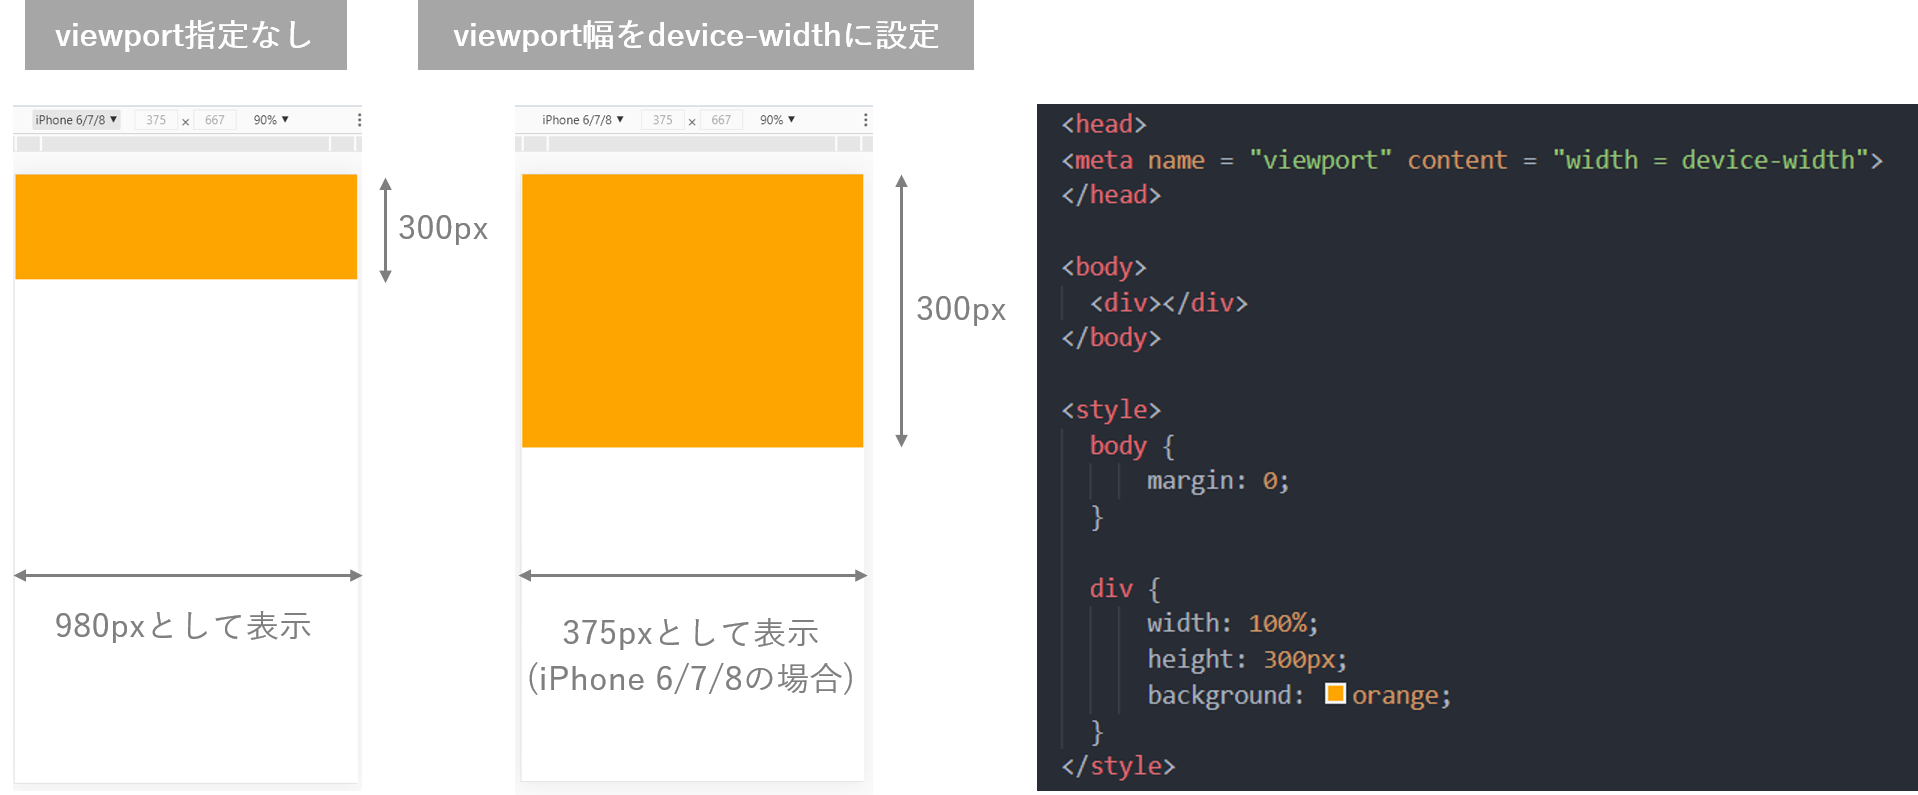 viewport指定なし
viewport幅をdevice-widthに設定
iPhone 6/7/8 ▼ 375 × 667 90% ▼
300px
980pxとして表示
iPhone 6/7/8 ▼ 375 × 667 90% ▼
300px
375pxとして表示
(iPhone 6/7/8の場合)
<head>
<meta name = "viewport" content = "width = device-width">
</head>
<body>
<div></div>
</body>
<style>
body {
margin: 0;
}
div {
width: 100%;
height: 300px;
background: orange;
}
</style>